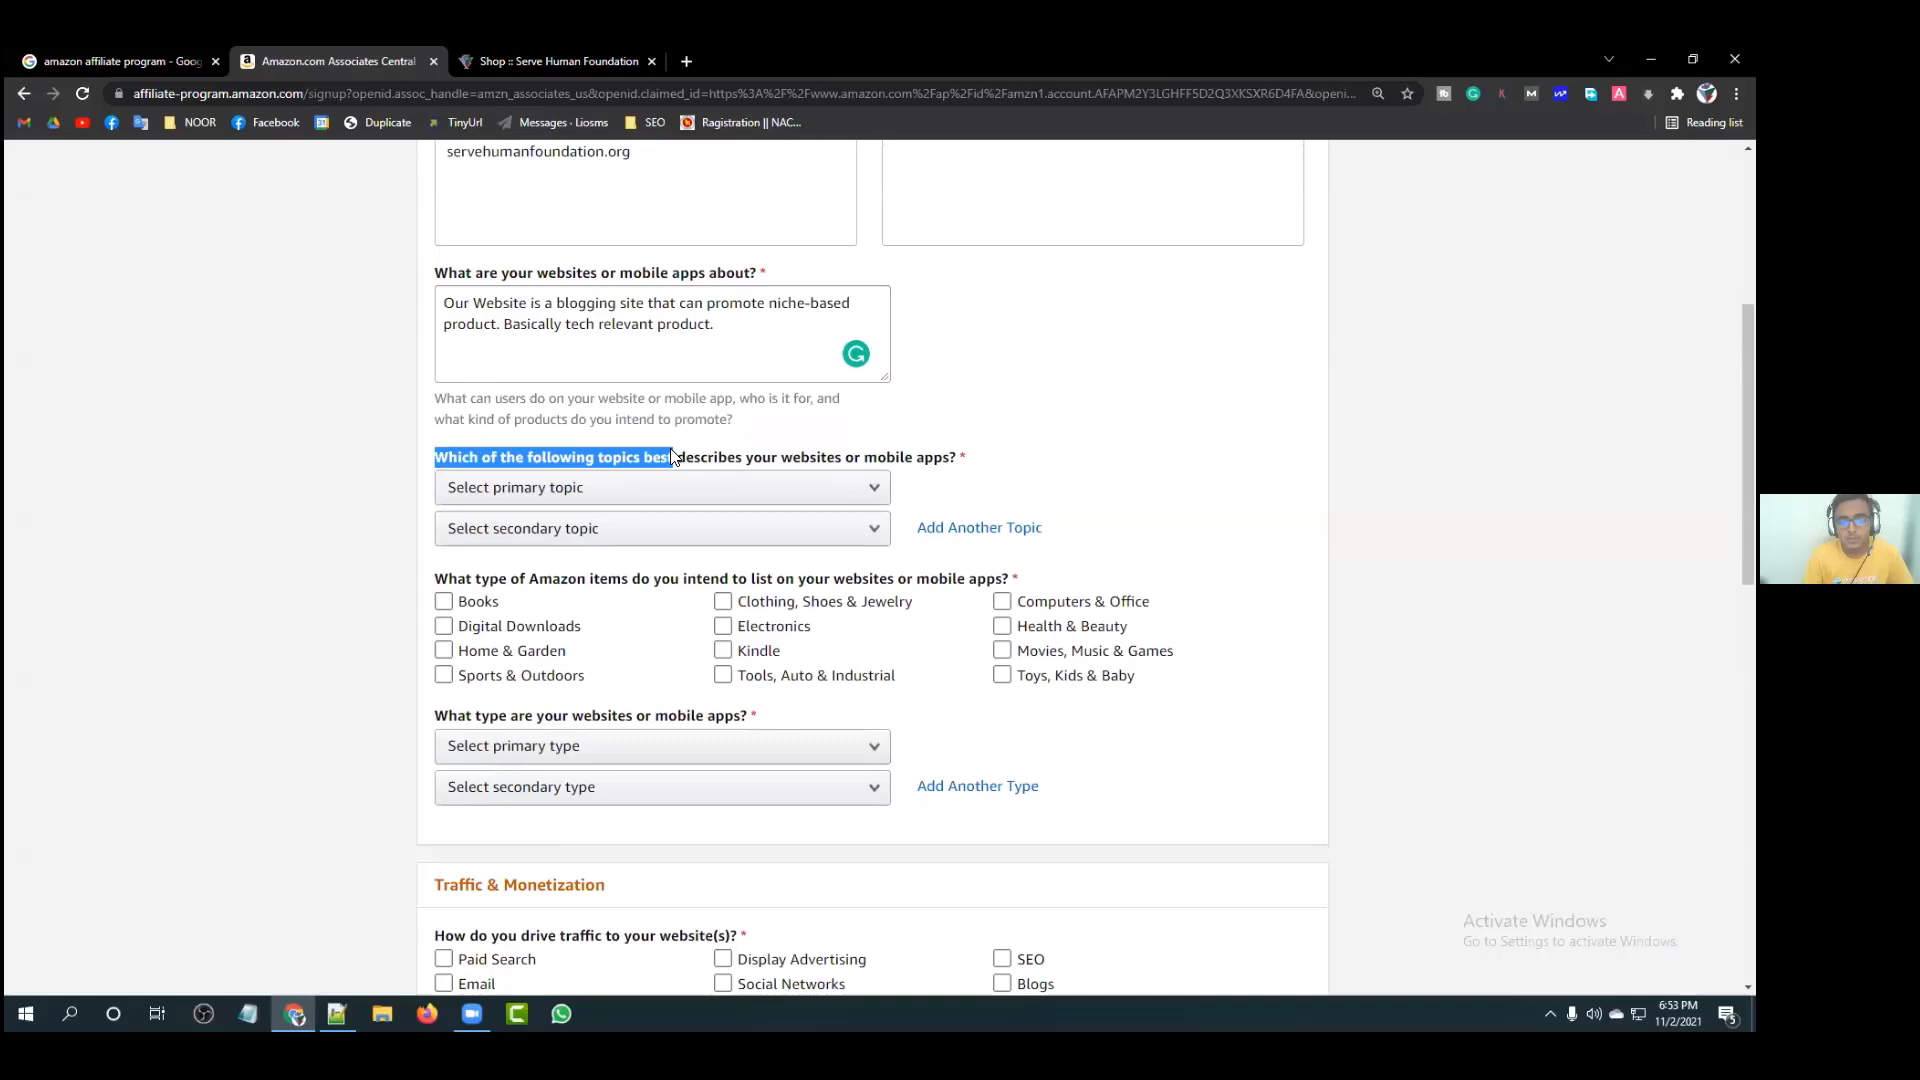 amazon affiliate program - Goog
Amazon.com Associates Central
Shop :: Serve Human Foundation
affiliate-program.amazon.com/signup?openid.assoc_handle=amzn_associates_us&openid.claimed_id=https%3A%2F%2Fwww.amazon.com%2Fap%2Fid%2Famzn1.account.AFAPM2Y3LGHFF5D2Q3XKSXR6D4FA&openi...
NOOR
Facebook
Duplicate
TinyUrl
Messages - Liosms
SEO
Ragistration || NAC...
Reading list
servehumanfoundation.org
What are your websites or mobile apps about? *
Our Website is a blogging site that can promote niche-based
product. Basically tech relevant product.
What can users do on your website or mobile app, who is it for, and
what kind of products do you intend to promote?
Which of the following topics best describes your websites or mobile apps? *
Select primary topic
Select secondary topic
Add Another Topic
What type of Amazon items do you intend to list on your websites or mobile apps? *
Books
Clothing, Shoes & Jewelry
Computers & Office
Digital Downloads
Electronics
Health & Beauty
Home & Garden
Kindle
Movies, Music & Games
Sports & Outdoors
Tools, Auto & Industrial
Toys, Kids & Baby
What type are your websites or mobile apps? *
Select primary type
Select secondary type
Add Another Type
Traffic & Monetization
How do you drive traffic to your website(s)? *
Paid Search
Display Advertising
SEO
Email
Social Networks
Blogs
Activate Windows
Go to Settings to activate Windows.
6:53 PM
11/2/2021
5